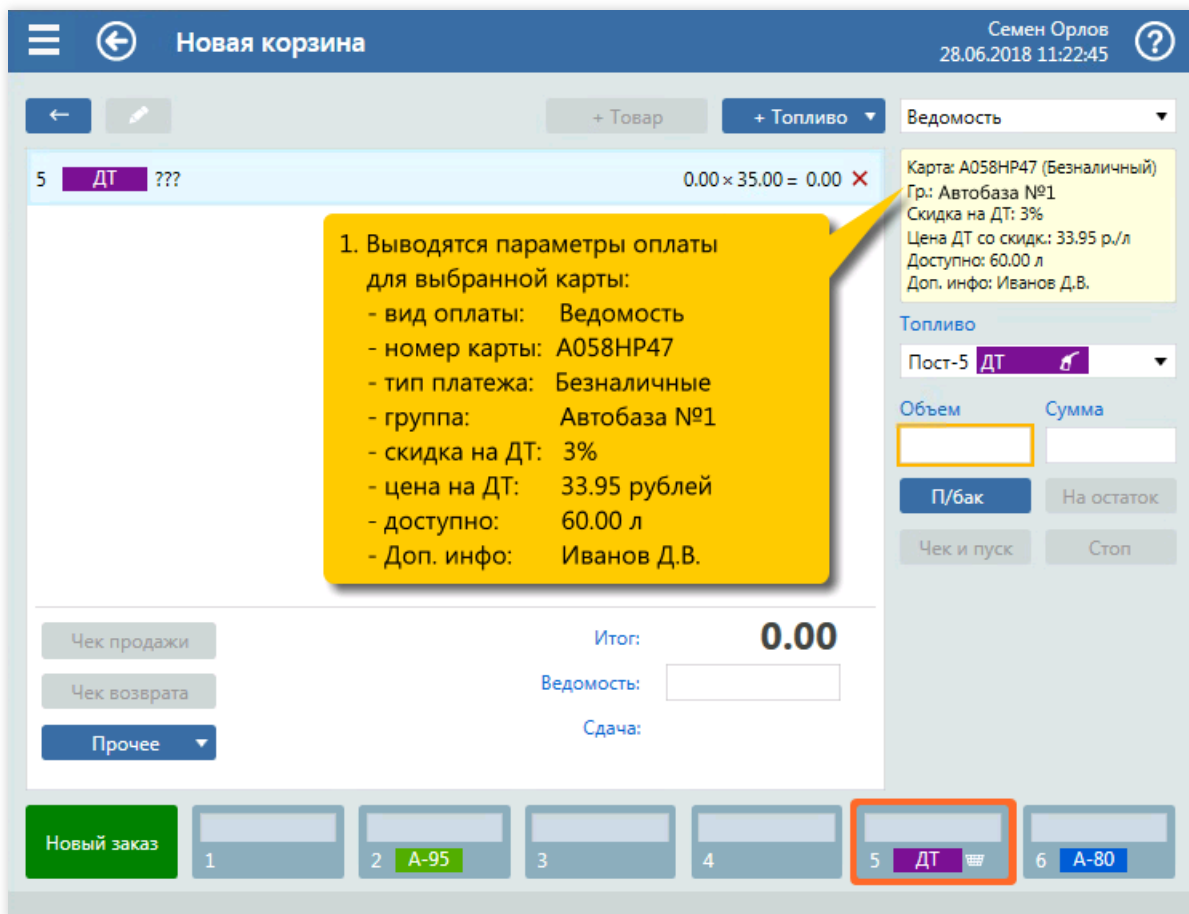 Новая корзина
Семен Орлов
28.06.2018 11:22:45
?
←
+ Товар
+ Топливо
Ведомость
5 ДТ ??? 0.00 × 35.00 = 0.00 ×
Карта: А058НР47 (Безналичный)
Гр.: Автобаза №1
Скидка на ДТ: 3%
Цена ДТ со скидк.: 33.95 р./л
Доступно: 60.00 л
Доп. инфо: Иванов Д.В.
1. Выводятся параметры оплаты
для выбранной карты:
- вид оплаты: Ведомость
- номер карты: А058НР47
- тип платежа: Безналичные
- группа: Автобаза №1
- скидка на ДТ: 3%
- цена на ДТ: 33.95 рублей
- доступно: 60.00 л
- Доп. инфо: Иванов Д.В.
Топливо
Пост-5 ДТ
Объем Сумма
П/бак На остаток
Чек и пуск Стоп
Чек продажи
Чек возврата
Прочее
Итог: 0.00
Ведомость:
Сдача:
Новый заказ
1
2 А-95
3
4
5 ДТ
6 А-80